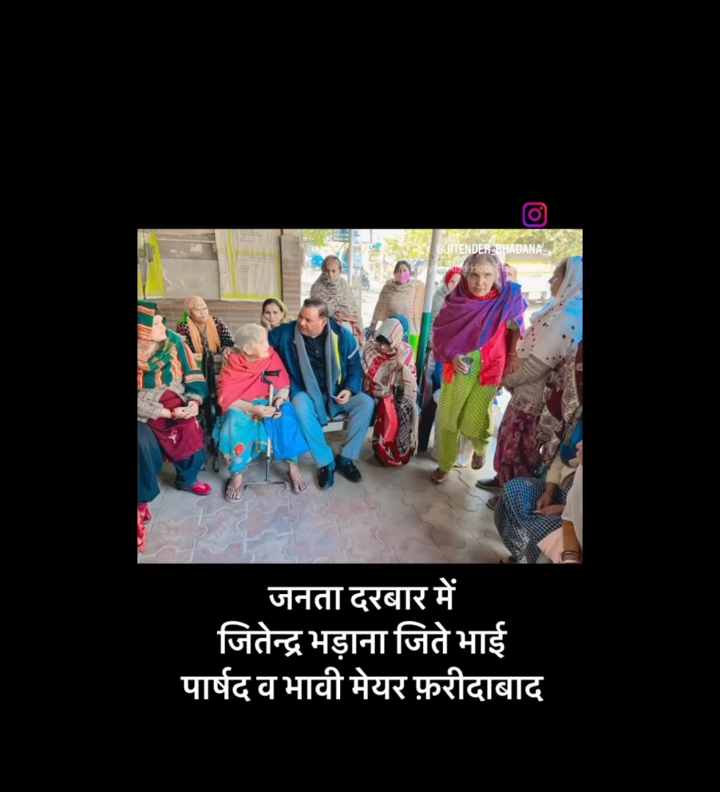 @JITENDER_BHADANA_
जनता दरबार में
जितेन्द्र भड़ाना जिते भाई
पार्षद व भावी मेयर फ़रीदाबाद